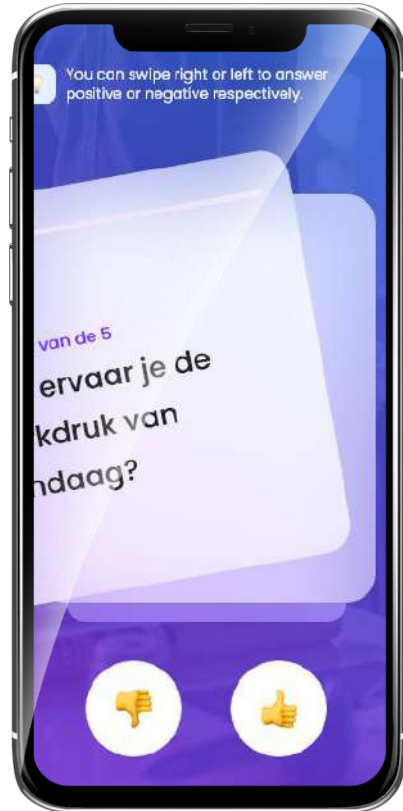 You can swipe right or left to answer
positive or negative respectively.
van de 5
ervaar je de
kdruk van
ndaag?